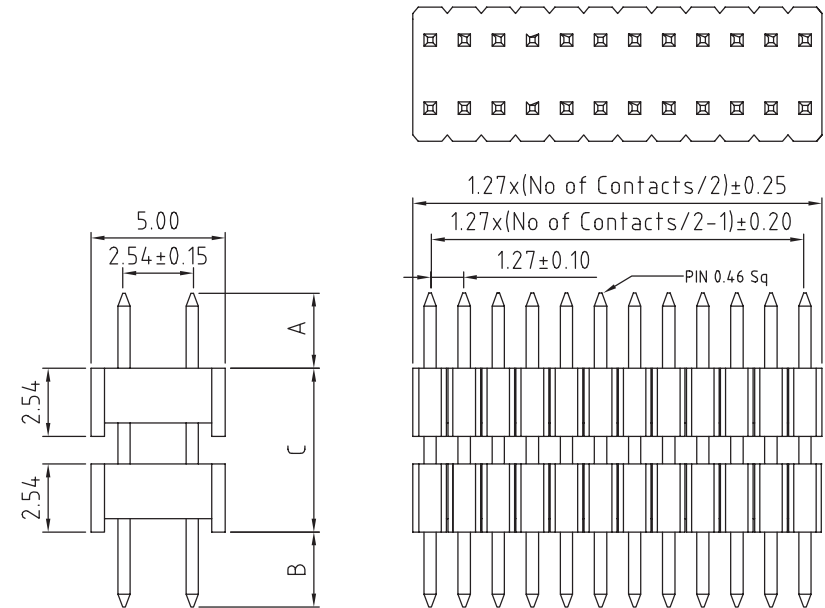 1.27x(No of Contacts/2)±0.25
5.00
1.27x(No of Contacts/2-1)±0.20
2.54±0.15
1.27±0.10
PIN 0.46 Sq
A
2.54
C
2.54
B